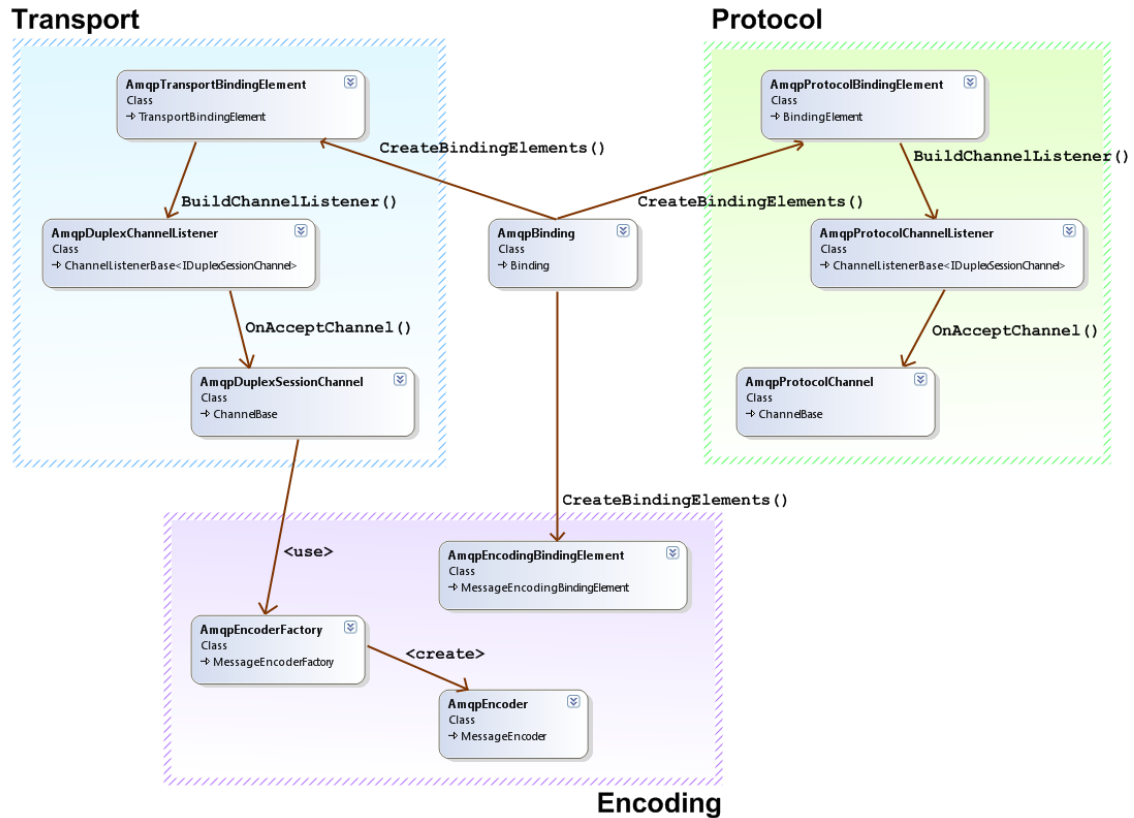 Transport
Protocol
AmqpTransportBindingElement
Class
TransportBindingElement
AmqpProtocolBindingElement
Class
BindingElement
CreateBindingElements()
BuildChannelListener()
BuildChannelListener()
CreateBindingElements()
AmqpDuplexChannelListener
Class
ChannelListenerBase<IDuplexSessionChannel>
AmqpBinding
Class
Binding
AmqpProtocolChannelListener
Class
ChannelListenerBase<IDuplexSessionChannel>
OnAcceptChannel()
OnAcceptChannel()
AmqpDuplexSessionChannel
Class
ChannelBase
AmqpProtocolChannel
Class
ChannelBase
CreateBindingElements()
<use>
AmqpEncodingBindingElement
Class
MessageEncodingBindingElement
AmqpEncoderFactory
Class
MessageEncoderFactory
<create>
AmqpEncoder
Class
MessageEncoder
Encoding